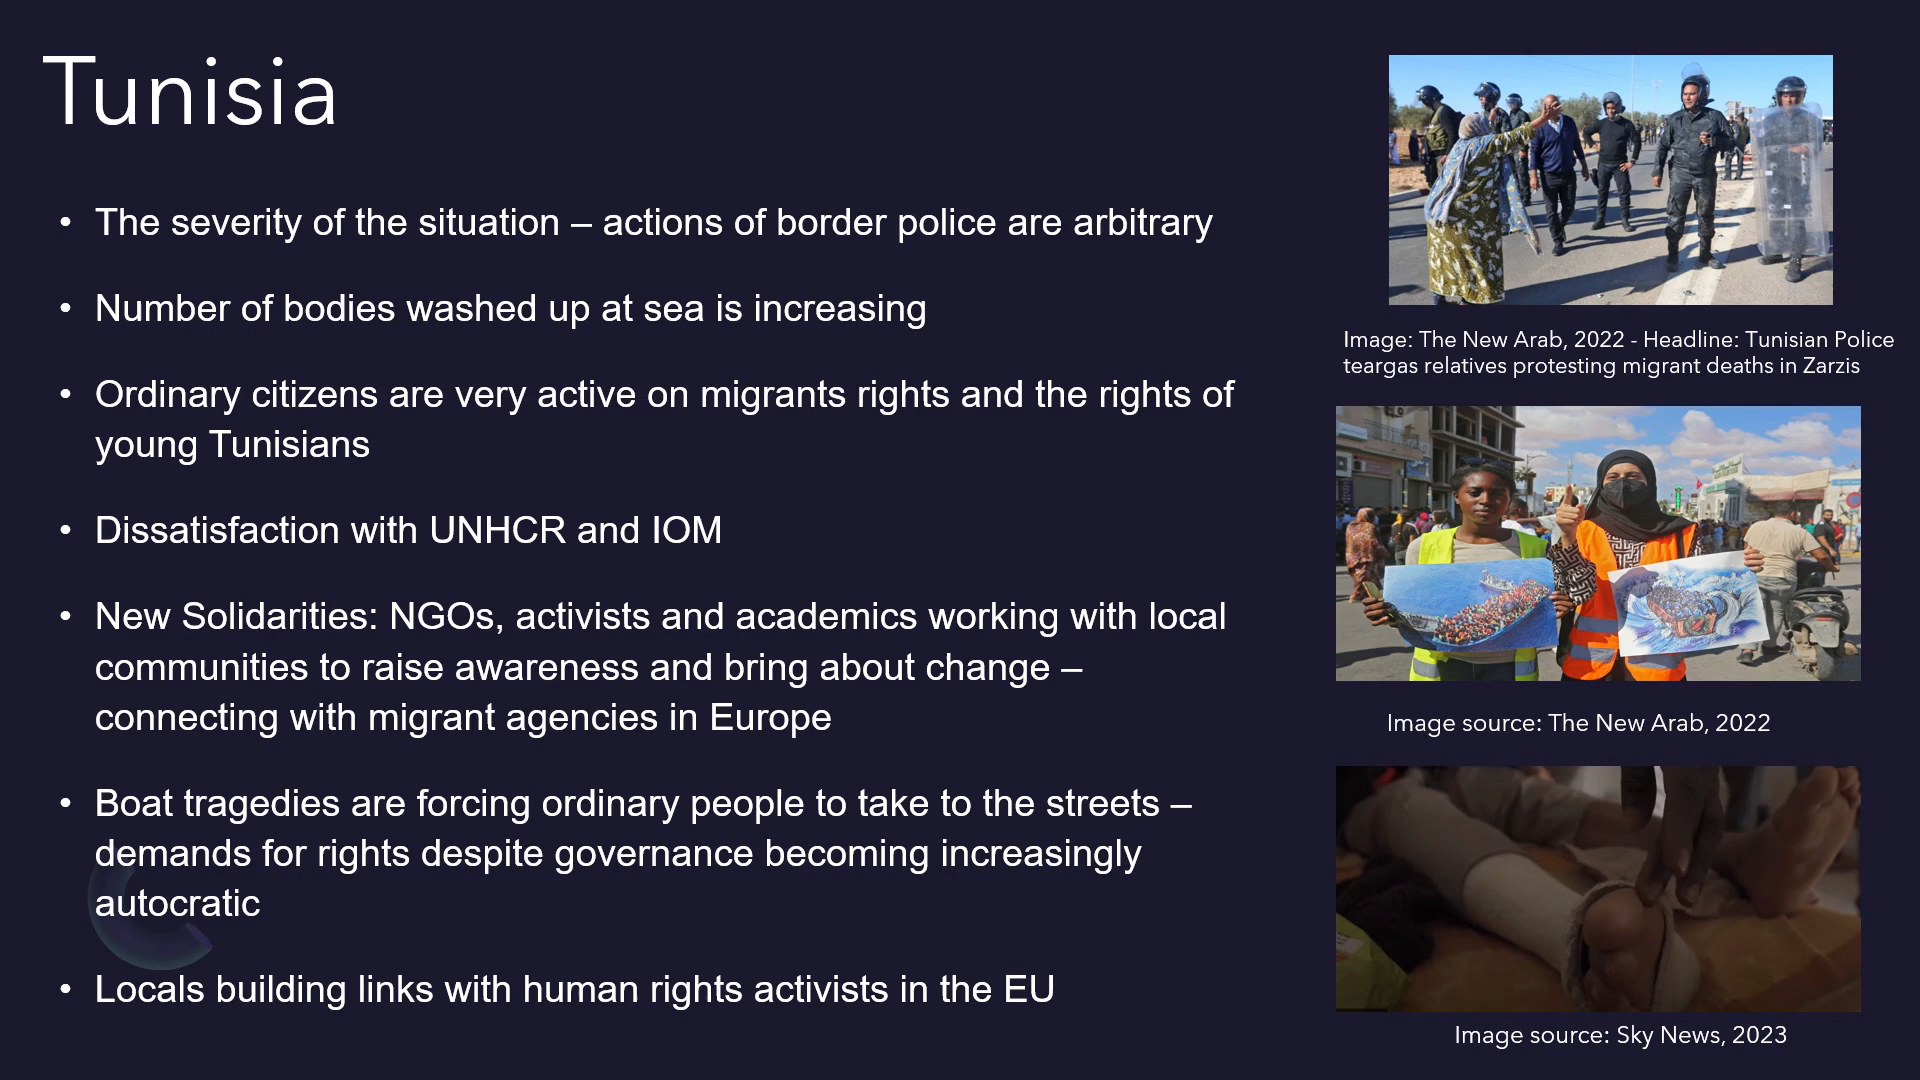 Tunisia
• The severity of the situation – actions of border police are arbitrary
• Number of bodies washed up at sea is increasing
• Ordinary citizens are very active on migrants rights and the rights of
young Tunisians
• Dissatisfaction with UNHCR and IOM
• New Solidarities: NGOs, activists and academics working with local
communities to raise awareness and bring about change –
connecting with migrant agencies in Europe
• Boat tragedies are forcing ordinary people to take to the streets –
demands for rights despite governance becoming increasingly
autocratic
• Locals building links with human rights activists in the EU
Image: The New Arab, 2022 - Headline: Tunisian Police
teargas relatives protesting migrant deaths in Zarzis
Image source: The New Arab, 2022
Image source: Sky News, 2023